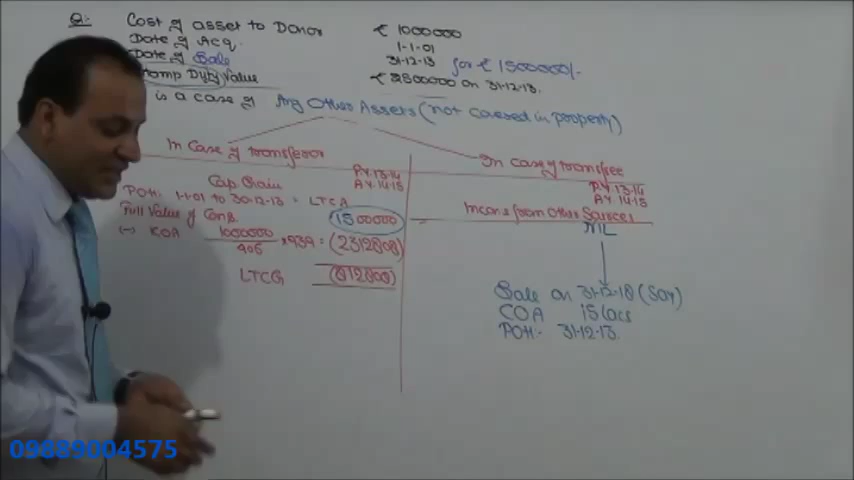 Q:- Cost of asset to Donor ₹ 1000000
Date of Acq. 1-1-01
Date of Sale 31-12-13 for ₹ 1500000/-
Stamp Duty Value ₹ 2500000 on 31-12-13.
is a case of Any Other Assets (not covered in property)
In Case of transferor
P.Y. 13-14
A.Y. 14-15
Cap. Gain
POH:- 1-1-01 to 30-12-13 = LTCA
Full Value of Cons. 1500000
(-) ICOA 1000000/406 × 939 = (2312808)
LTCG (812808)
In case of transferee
P.Y. 13-14
A.Y. 14-15
Income from Other Sources
NIL
Sale on 31-12-18 (Say)
COA 15 lacs
POH:- 31-12-13.
09889004575